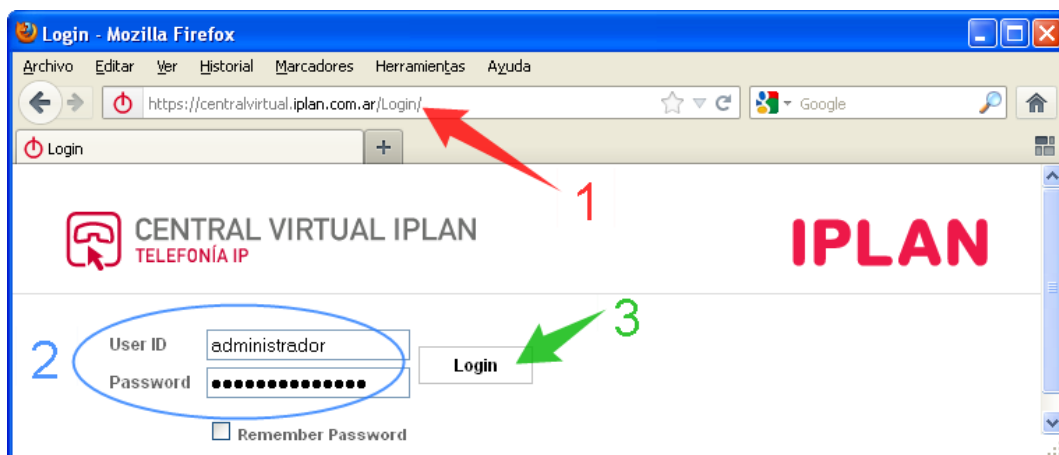 Login - Mozilla Firefox
Archivo Editar Ver Historial Marcadores Herramientas Ayuda
https://centralvirtual.iplan.com.ar/Login/
Google
Login
1
CENTRAL VIRTUAL IPLAN
TELEFONÍA IP
IPLAN
2
3
User ID administrador
Login
Password ●●●●●●●●●●●●●●
Remember Password